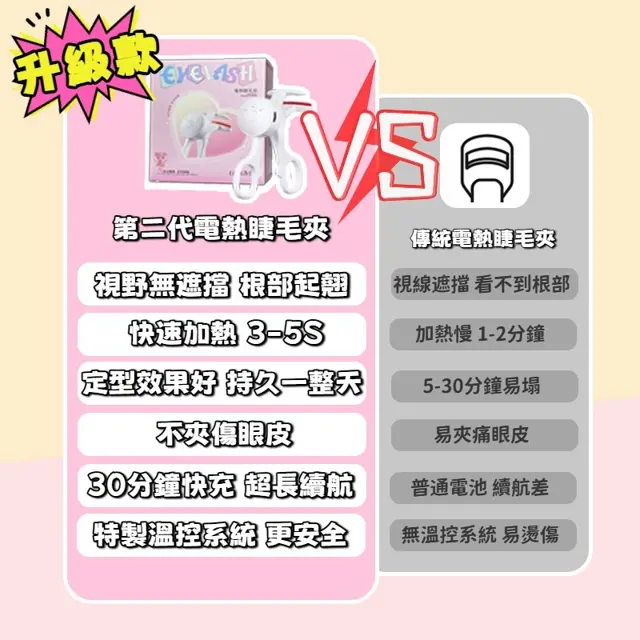 升級款
EYELASH
VS
第二代電熱睫毛夾
視野無遮擋 根部起翹
快速加熱 3-5S
定型效果好 持久一整天
不夾傷眼皮
30分鐘快充 超長續航
特製溫控系統 更安全
傳統電熱睫毛夾
視線遮擋 看不到根部
加熱慢 1-2分鐘
5-30分鐘易塌
易夾痛眼皮
普通電池 續航差
無溫控系統 易燙傷